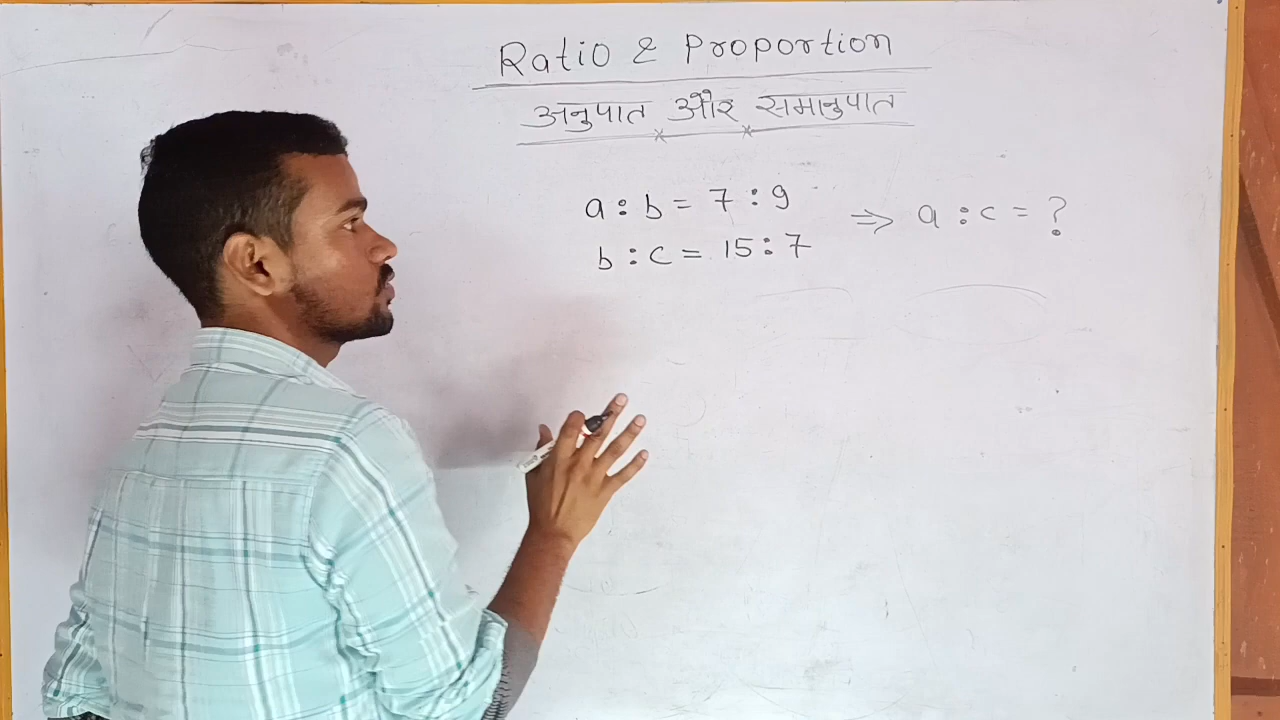 Ratio & Proportion
अनुपात और समानुपात
a : b = 7 : 9
b : c = 15 : 7
⇒ a : c = ?